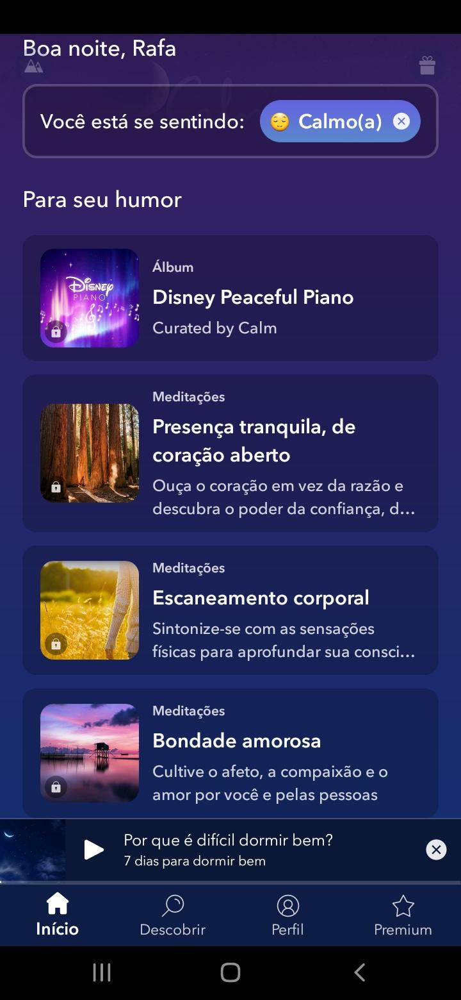 Boa noite, Rafa
Você está se sentindo: 😌 Calmo(a)
Para seu humor
Disney
PIANO
Álbum
Disney Peaceful Piano
Curated by Calm
Meditações
Presença tranquila, de
coração aberto
Ouça o coração em vez da razão e
descubra o poder da confiança, d...
Meditações
Escaneamento corporal
Sintonize-se com as sensações
físicas para aprofundar sua consci...
Meditações
Bondade amorosa
Cultive o afeto, a compaixão e o
amor por você e pelas pessoas
Por que é difícil dormir bem?
7 dias para dormir bem
Início
Descobrir
Perfil
Premium